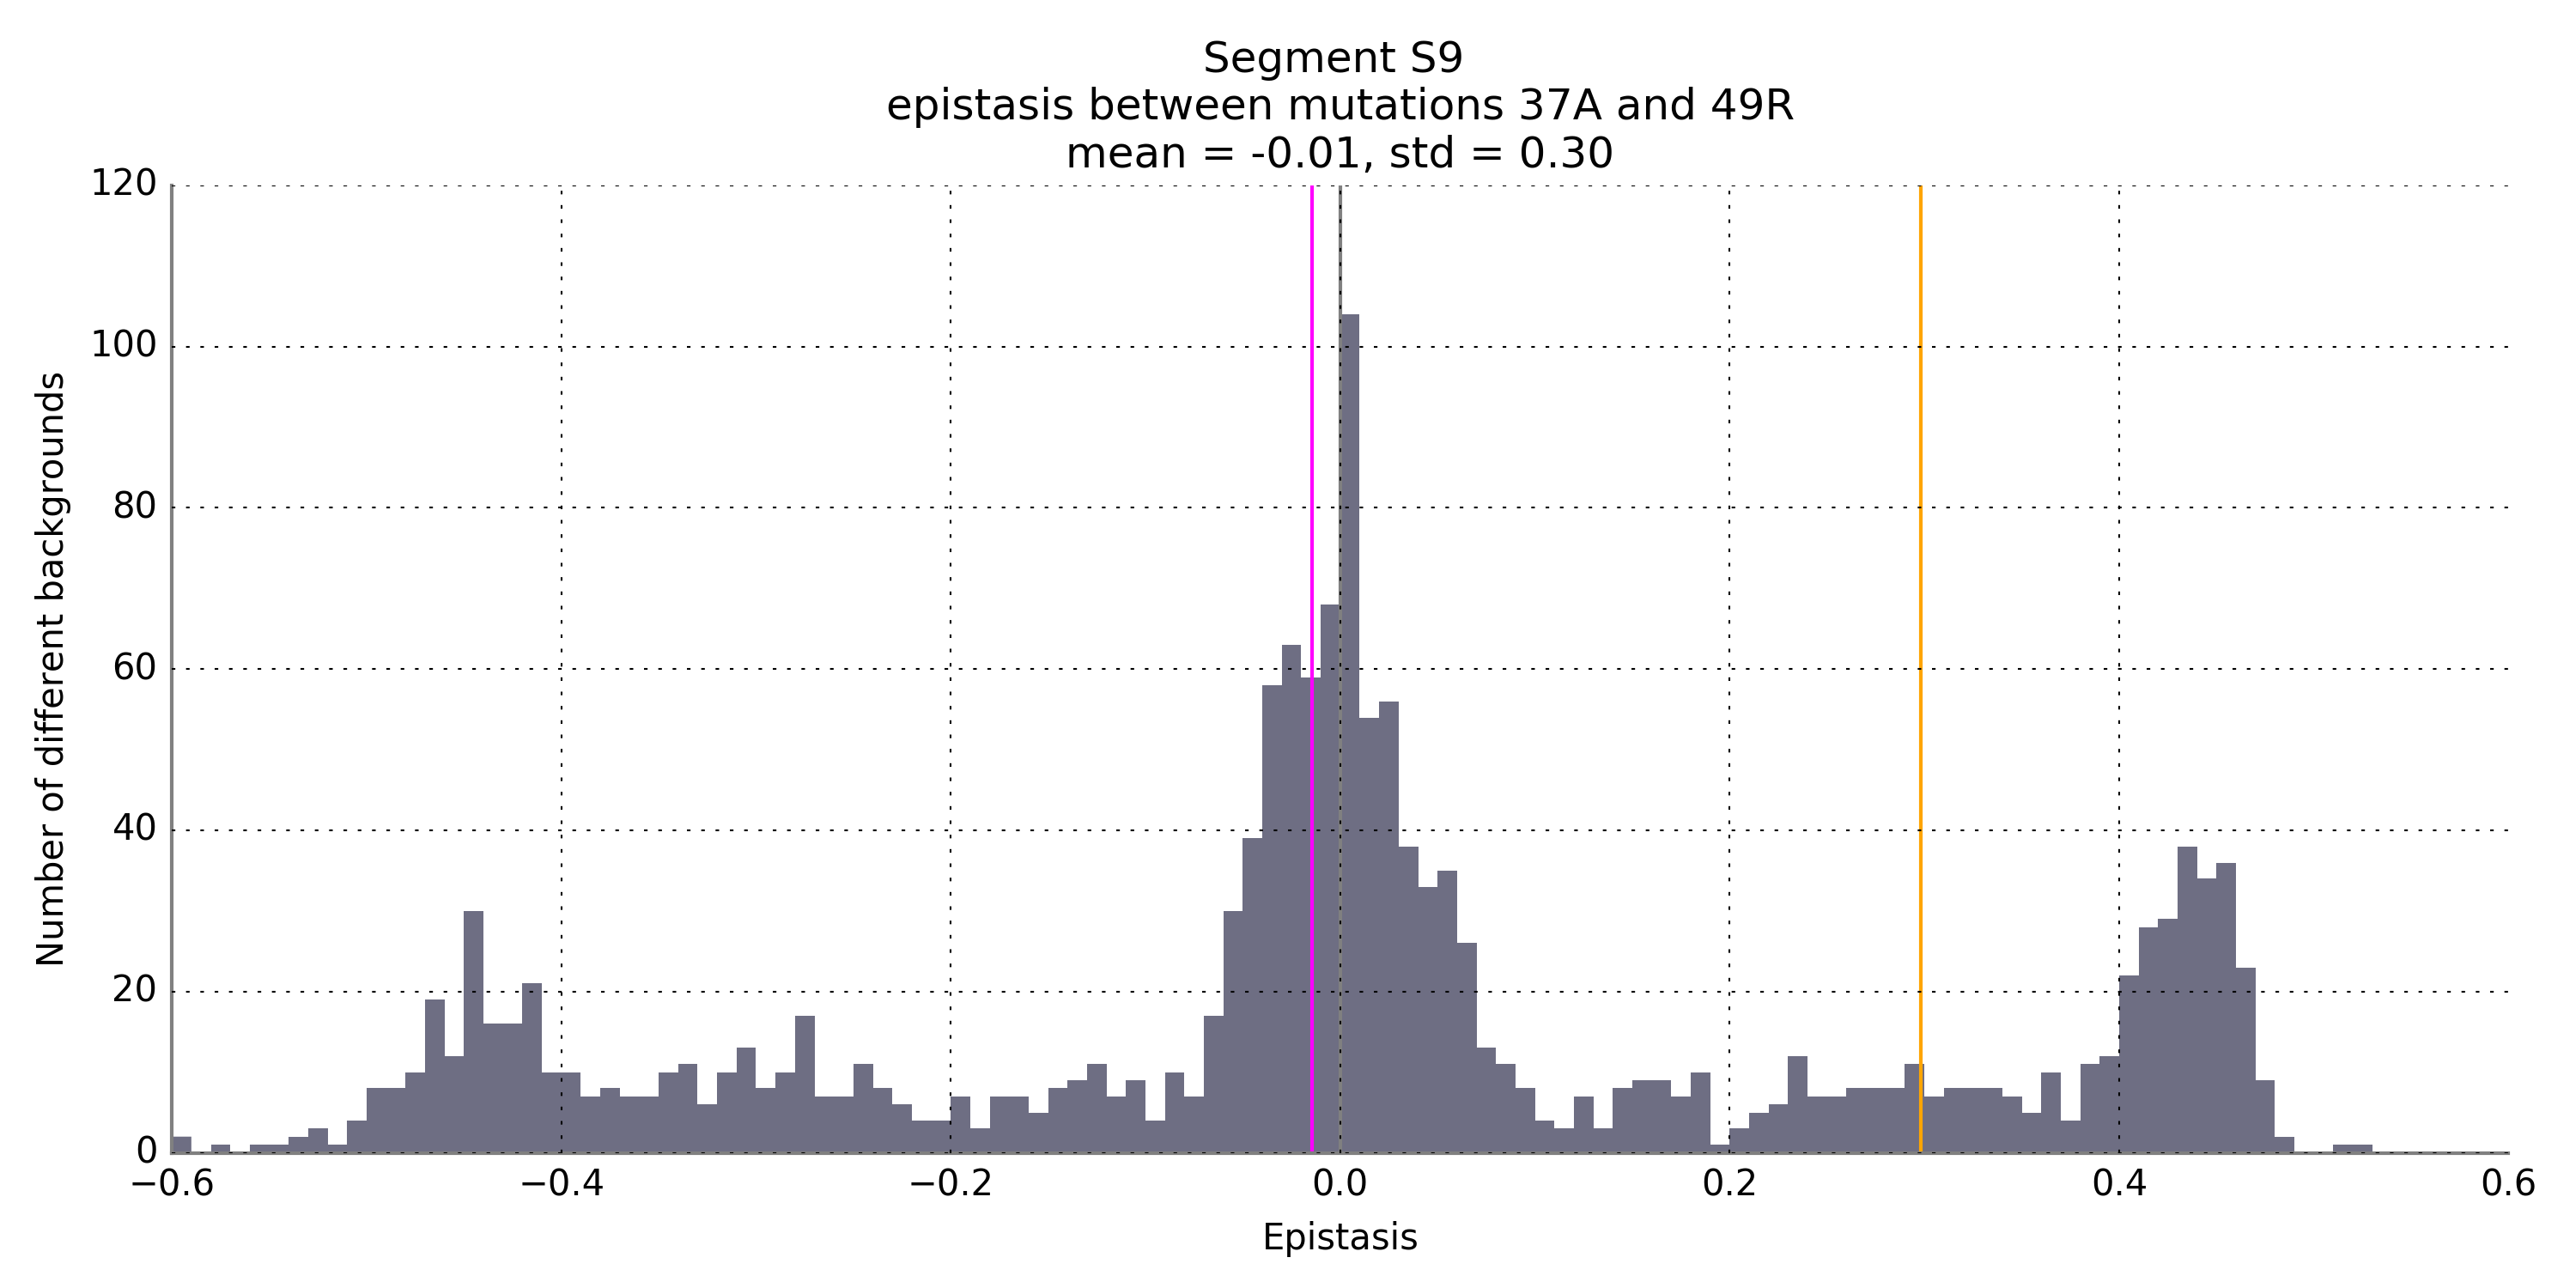 Segment S9
epistasis between mutations 37A and 49R
mean = -0.01, std = 0.30
120
100
80
60
40
20
0
Number of different backgrounds
−0.6
−0.4
−0.2
0.0
0.2
0.4
0.6
Epistasis